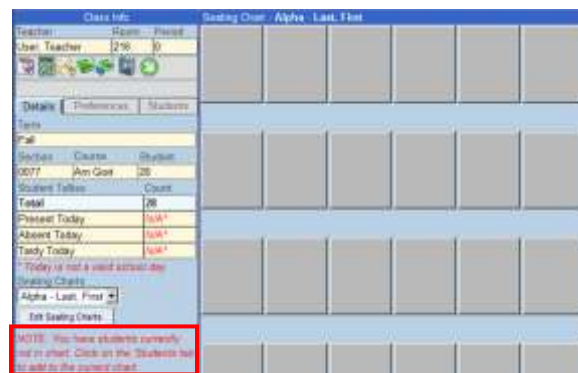 Class Info
Seating Chart - Alpha - Last, First
Teacher Room Period
User, Teacher 216 0
Details Preferences Students
Term
Fall
Section Course Student
0077 Am Govt 28
Student Tallies Count
Total 28
Present Today N/A*
Absent Today N/A*
Tardy Today N/A*
* Today is not a valid school day
Seating Charts
Alpha - Last, First
Edit Seating Charts
NOTE: You have students currently
not in chart. Click on the 'Students' tab
to add to the current chart.